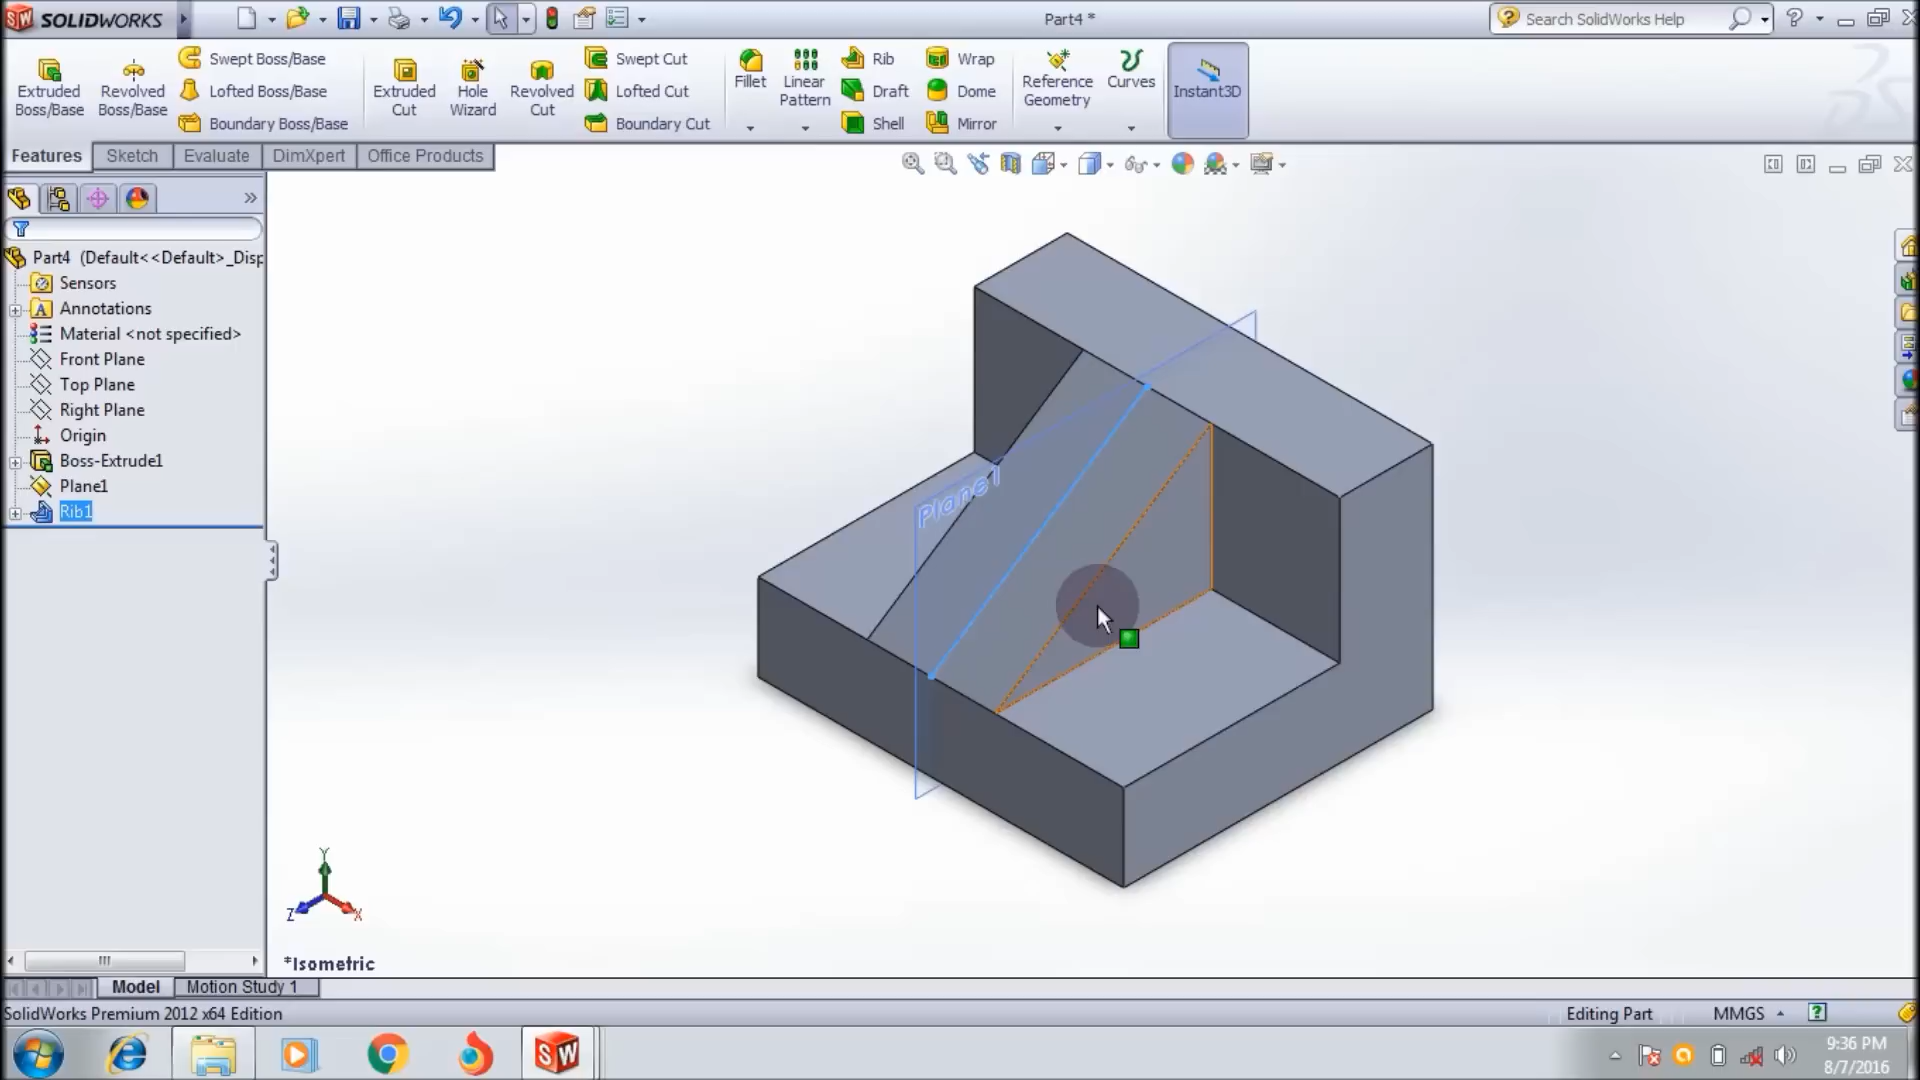 SOLIDWORKS
Part4 *
Search SolidWorks Help
Extruded Boss/Base
Revolved Boss/Base
Swept Boss/Base
Lofted Boss/Base
Boundary Boss/Base
Extruded Cut
Hole Wizard
Revolved Cut
Swept Cut
Lofted Cut
Boundary Cut
Fillet
Linear Pattern
Rib
Draft
Shell
Wrap
Dome
Mirror
Reference Geometry
Curves
Instant3D
Features
Sketch
Evaluate
DimXpert
Office Products
Part4 (Default<<Default>_Disp
Sensors
Annotations
Material <not specified>
Front Plane
Top Plane
Right Plane
Origin
Boss-Extrude1
Plane1
Rib1
Plane1
Y
Z
X
*Isometric
Model
Motion Study 1
SolidWorks Premium 2012 x64 Edition
Editing Part
MMGS
9:36 PM
8/7/2016